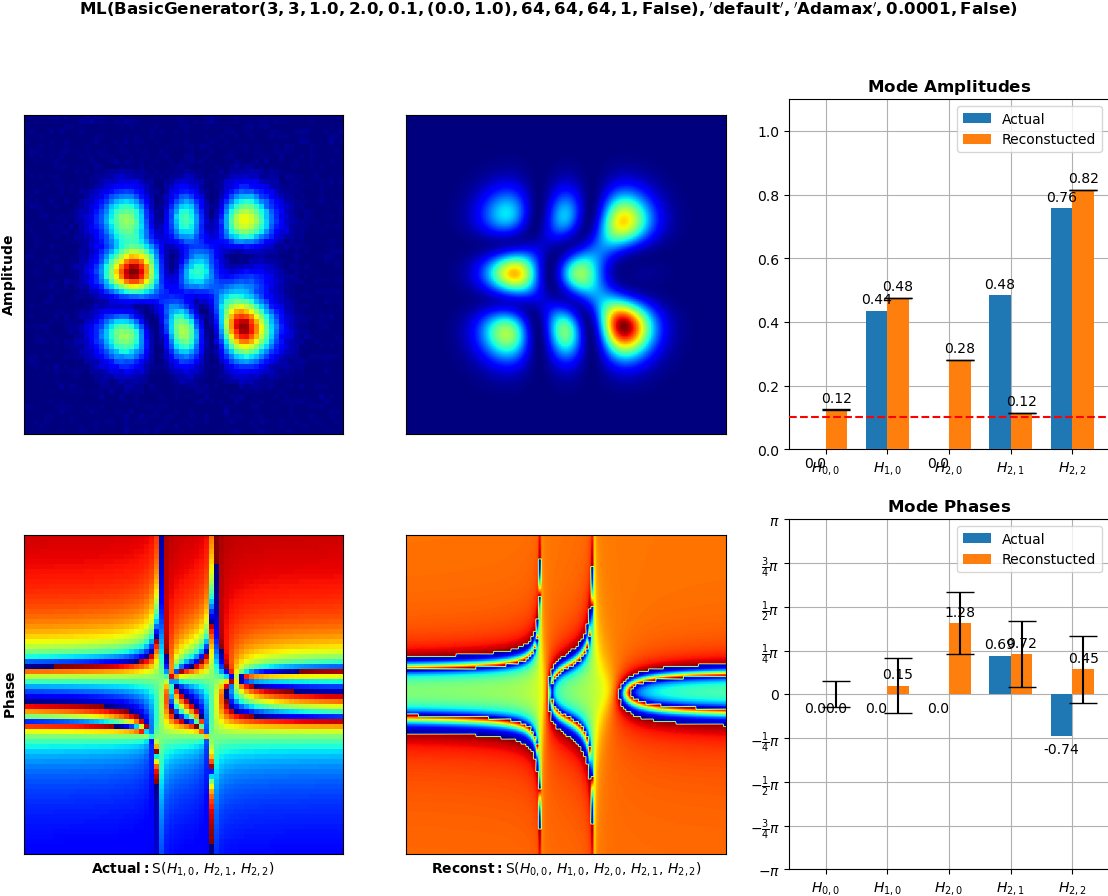 ML(BasicGenerator(3, 3, 1.0, 2.0, 0.1, (0.0, 1.0), 64, 64, 64, 1, False), 'default', 'Adamax', 0.0001, False)
Amplitude
Mode Amplitudes
Actual
Reconstucted
1.0
0.8
0.6
0.4
0.2
0.0
0.0
0.12
0.44
0.48
0.0
0.28
0.48
0.12
0.76
0.82
H0,0
H1,0
H2,0
H2,1
H2,2
Phase
Actual: S(H1,0, H2,1, H2,2)
Reconst: S(H0,0, H1,0, H2,0, H2,1, H2,2)
Mode Phases
Actual
Reconstucted
π
3/4π
1/2π
1/4π
0
−1/4π
−1/2π
−3/4π
−π
0.0
0.0
0.0
0.15
0.0
1.28
0.69
0.72
-0.74
0.45
H0,0
H1,0
H2,0
H2,1
H2,2